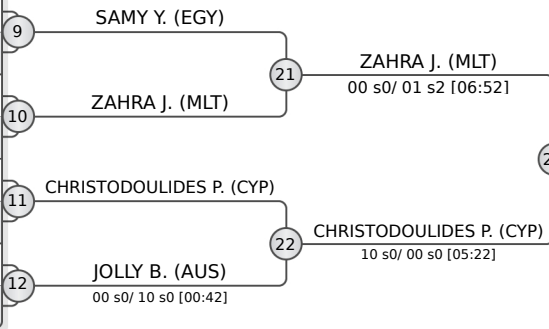 9
SAMY Y. (EGY)
21
ZAHRA J. (MLT)
00 s0/ 01 s2 [06:52]
10
ZAHRA J. (MLT)
11
CHRISTODOULIDES P. (CYP)
22
CHRISTODOULIDES P. (CYP)
10 s0/ 00 s0 [05:22]
12
JOLLY B. (AUS)
00 s0/ 10 s0 [00:42]